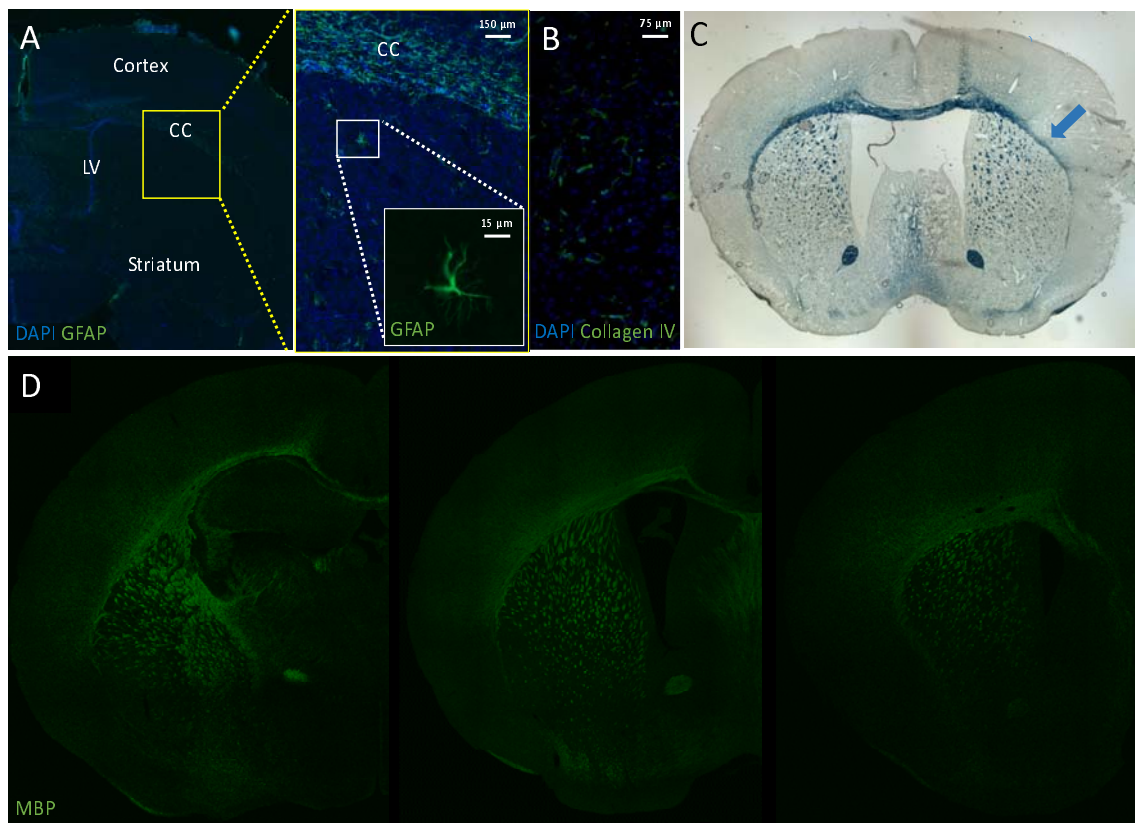 A
Cortex
CC
LV
Striatum
DAPI GFAP
150 µm
CC
15 µm
GFAP
B
75 µm
DAPI Collagen IV
C
D
MBP